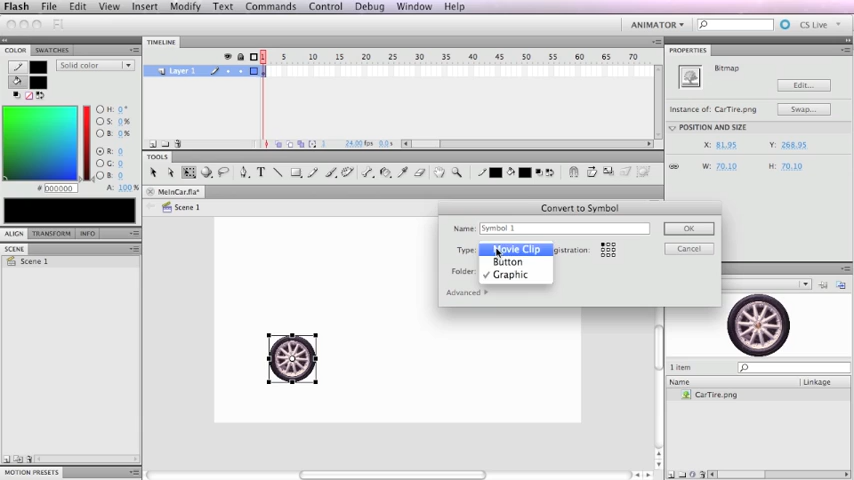 Flash File Edit View Insert Modify Text Commands Control Debug Window Help
ANIMATOR CS Live
COLOR SWATCHES
Solid color
H: 0 °
S: 0 %
B: 0 %
R: 0
G: 0
B: 0
# 000000 A: 100 %
ALIGN TRANSFORM INFO
SCENE
Scene 1
MOTION PRESETS
TIMELINE
1 5 10 15 20 25 30 35 40 45 50 55 60 65 70
Layer 1
1 24.00 fps 0.0 s
TOOLS
MeInCar.fla*
Scene 1
Convert to Symbol
Name: Symbol 1 OK
Type: Movie Clip egistration: Cancel
Button
Folder: ✓ Graphic
Advanced
PROPERTIES
Bitmap
Edit...
Instance of: CarTire.png Swap...
POSITION AND SIZE
X: 81.95 Y: 268.95
W: 70.10 H: 70.10
1 item
Name Linkage
CarTire.png